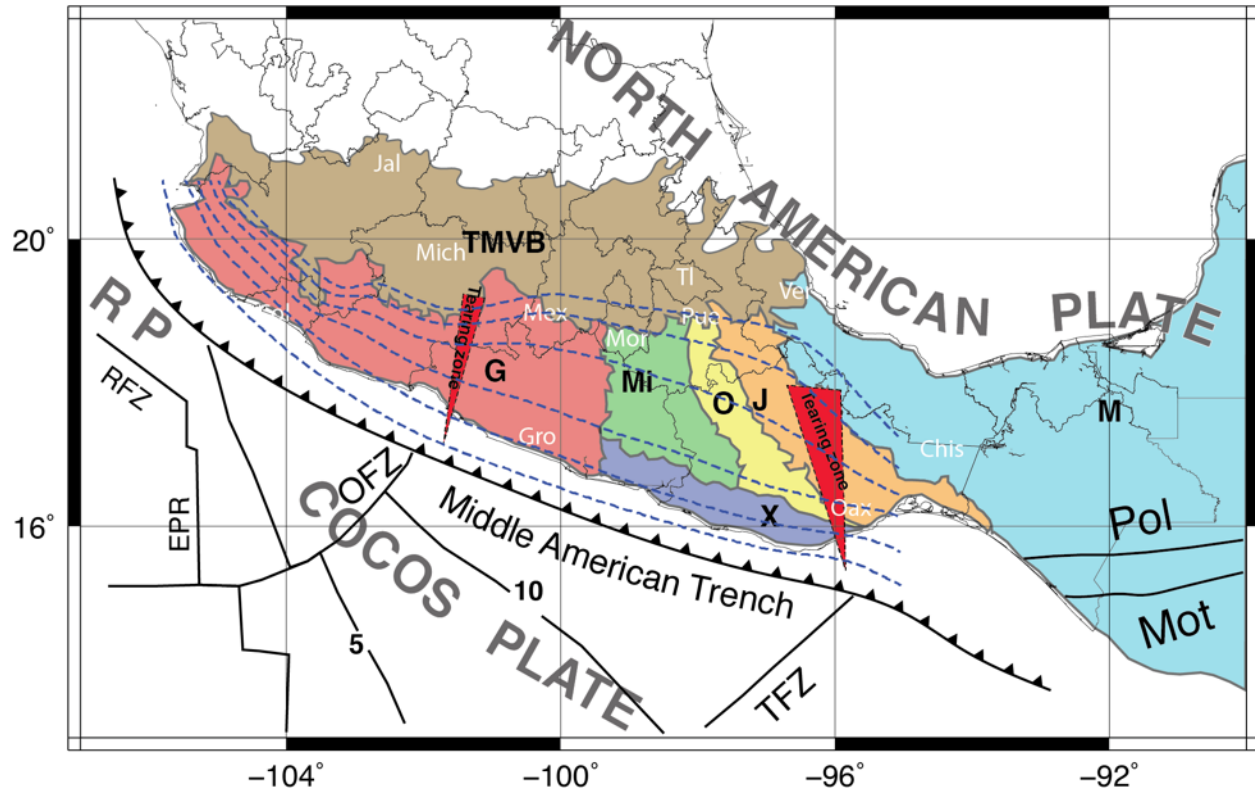 NORTH AMERICAN PLATE
Jal
20°
Mich
TMVB
Tl
Ver
R P
Tearing zone
Mex
Mor
RFZ
G
Mi
O
J
Tearing zone
M
Gro
Chis
OFZ
EPR
COCOS PLATE
Middle American Trench
16°
X
Oax
Pol
10
5
Mot
TFZ
−104°
−100°
−96°
−92°